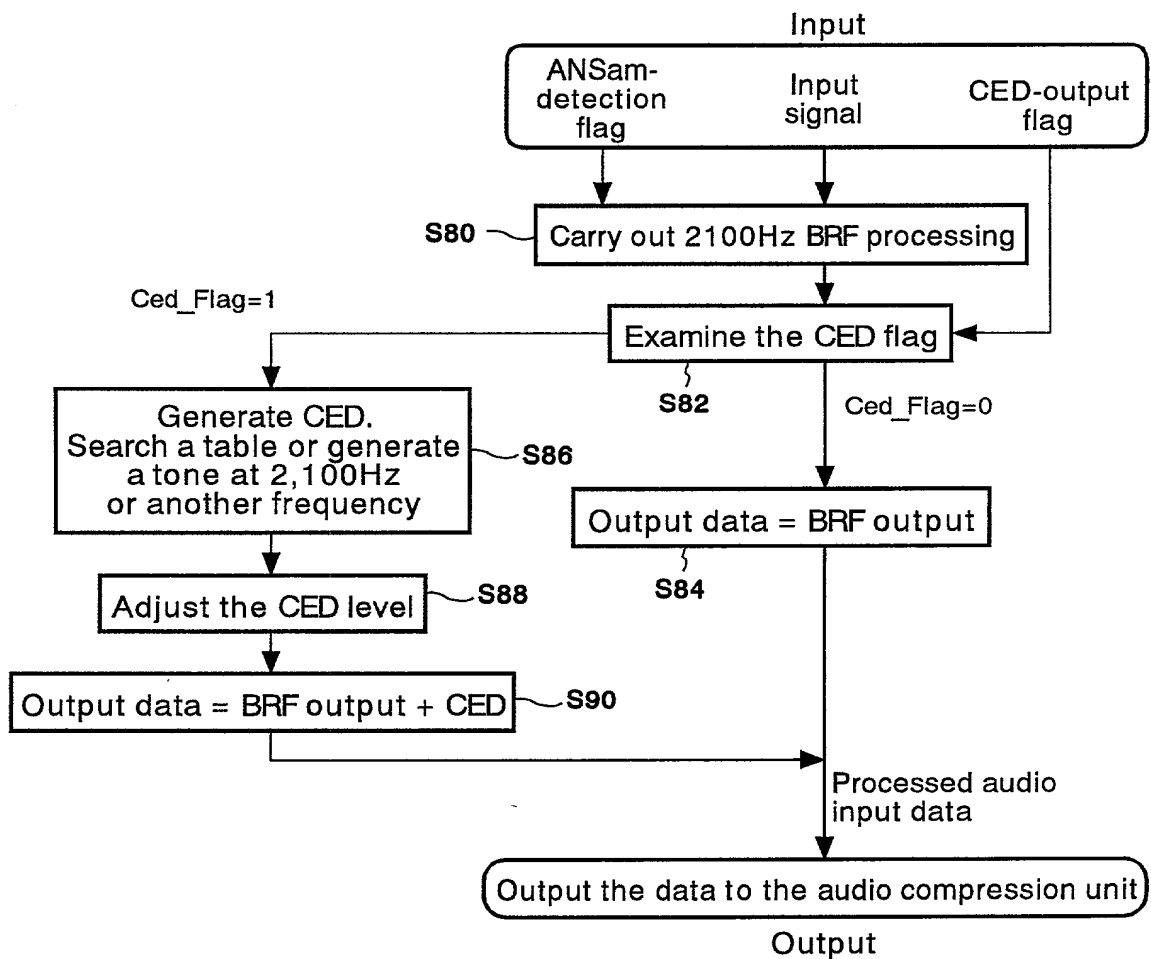 Input
ANSam-
detection
flag
Input
signal
CED-output
flag
S80
Carry out 2100Hz BRF processing
Ced_Flag=1
Examine the CED flag
S82
Ced_Flag=0
Generate CED.
Search a table or generate
a tone at 2,100Hz
or another frequency
S86
Output data = BRF output
S84
Adjust the CED level
S88
Output data = BRF output + CED
S90
Processed audio
input data
Output the data to the audio compression unit
Output